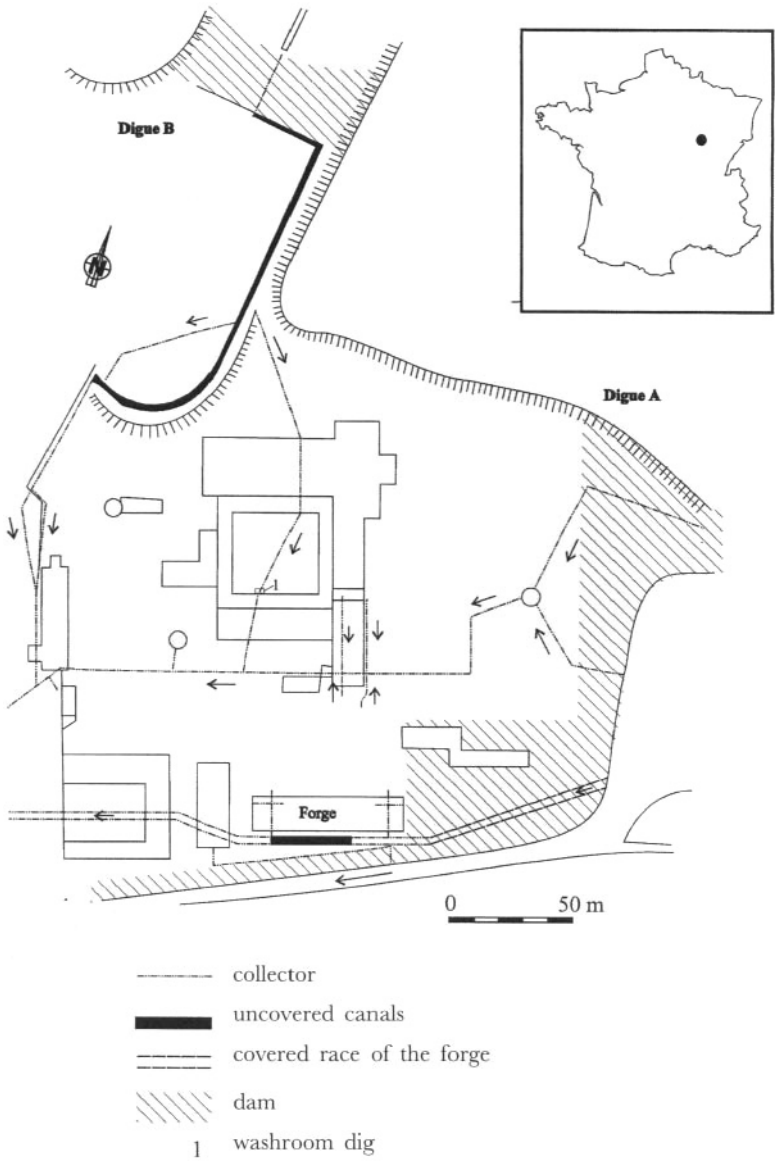 Digue B
N
Digue A
1
Forge
0 50 m
collector
uncovered canals
covered race of the forge
dam
1 washroom dig